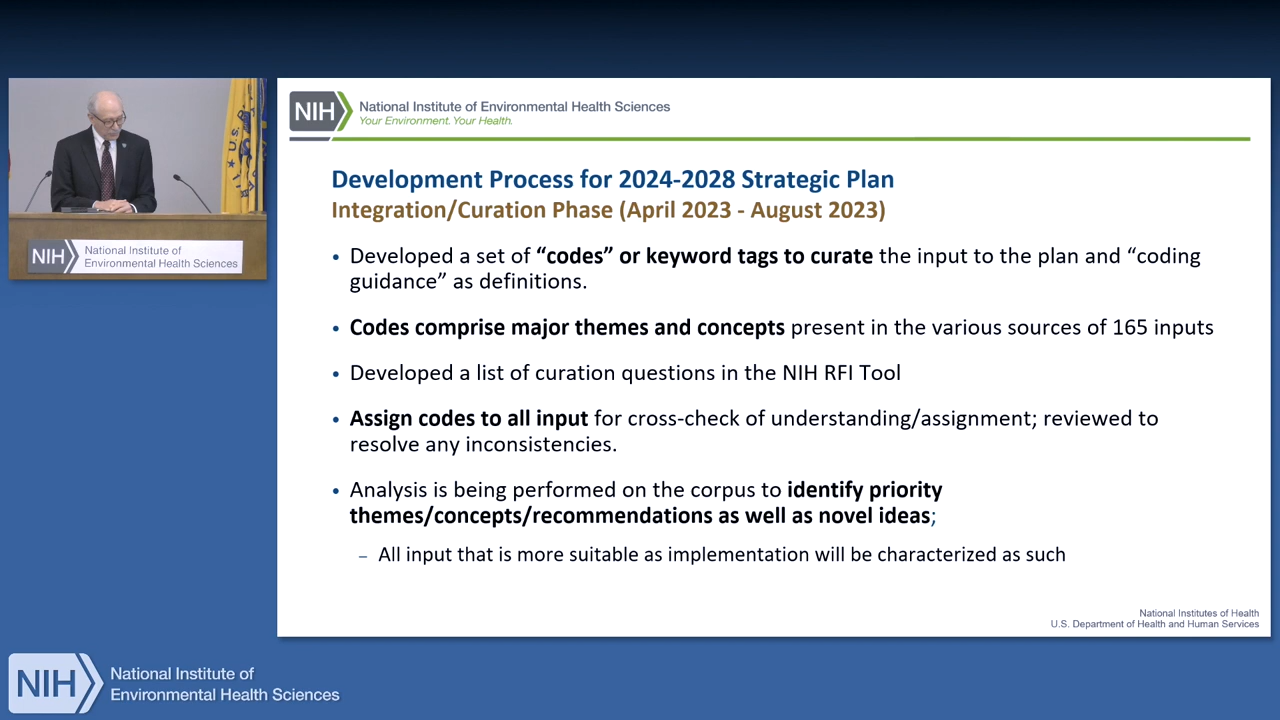 U.S.
NIH
National Institute of
Environmental Health Sciences
NIH
National Institute of Environmental Health Sciences
Your Environment. Your Health.
Development Process for 2024-2028 Strategic Plan
Integration/Curation Phase (April 2023 - August 2023)
• Developed a set of “codes” or keyword tags to curate the input to the plan and “coding
guidance” as definitions.
• Codes comprise major themes and concepts present in the various sources of 165 inputs
• Developed a list of curation questions in the NIH RFI Tool
• Assign codes to all input for cross-check of understanding/assignment; reviewed to
resolve any inconsistencies.
• Analysis is being performed on the corpus to identify priority
themes/concepts/recommendations as well as novel ideas;
– All input that is more suitable as implementation will be characterized as such
National Institutes of Health
U.S. Department of Health and Human Services
NIH
National Institute of
Environmental Health Sciences